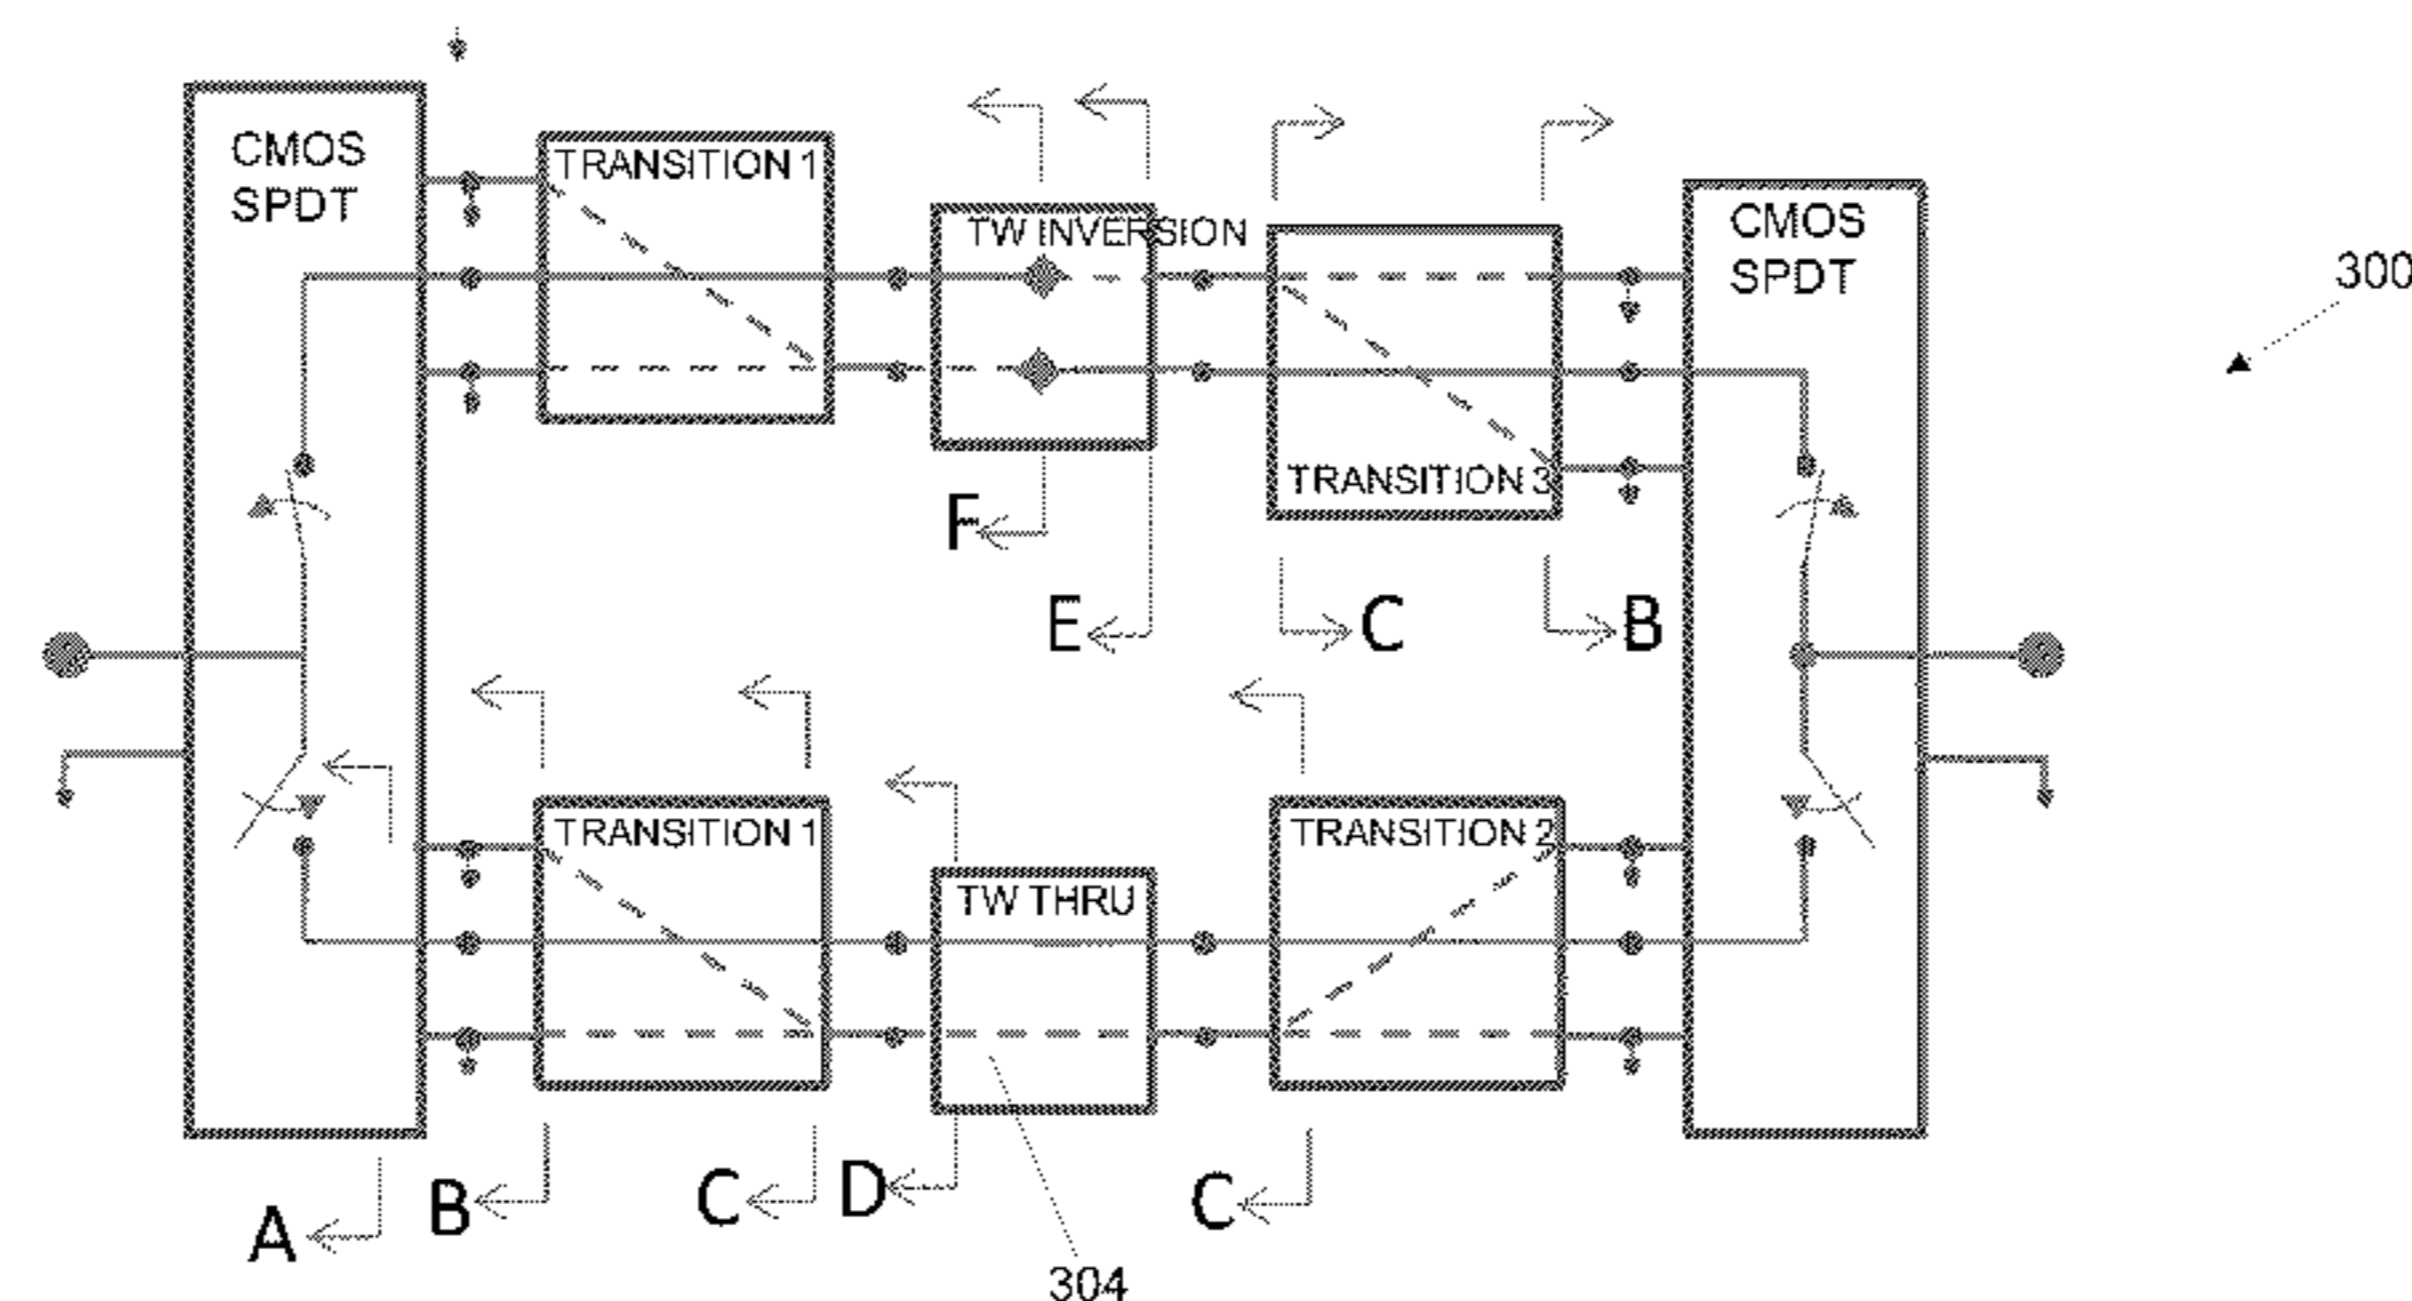 CMOS
SPDT
TRANSITION 1
TW INVERSION
CMOS
SPDT
300
TRANSITION 3
F
E
C
B
TRANSITION 1
TW THRU
TRANSITION 2
A
B
C
D
C
304